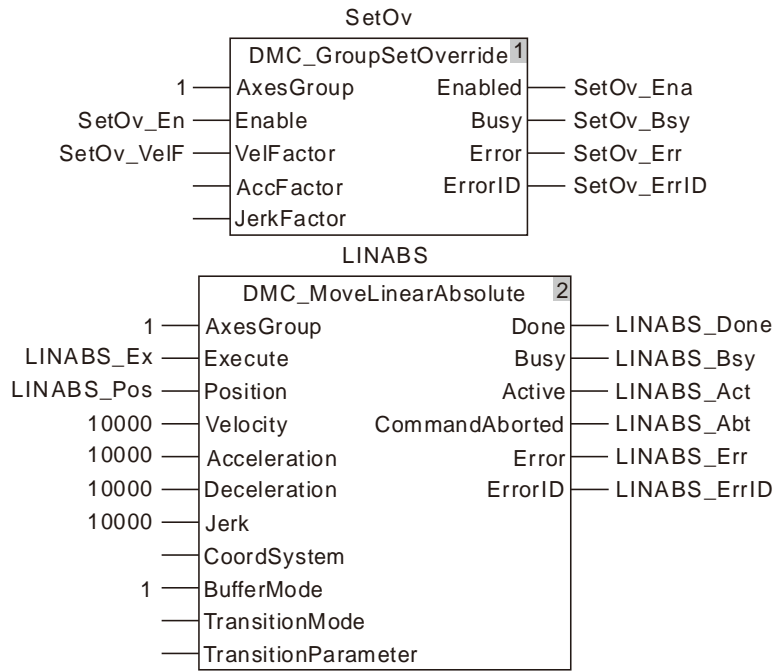 SetOv
DMC_GroupSetOverride 1
1 AxesGroup Enabled SetOv_Ena
SetOv_En Enable Busy SetOv_Bsy
SetOv_VelF VelFactor Error SetOv_Err
AccFactor ErrorID SetOv_ErrID
JerkFactor
LINABS
DMC_MoveLinearAbsolute 2
1 AxesGroup Done LINABS_Done
LINABS_Ex Execute Busy LINABS_Bsy
LINABS_Pos Position Active LINABS_Act
10000 Velocity CommandAborted LINABS_Abt
10000 Acceleration Error LINABS_Err
10000 Deceleration ErrorID LINABS_ErrID
10000 Jerk
CoordSystem
1 BufferMode
TransitionMode
TransitionParameter